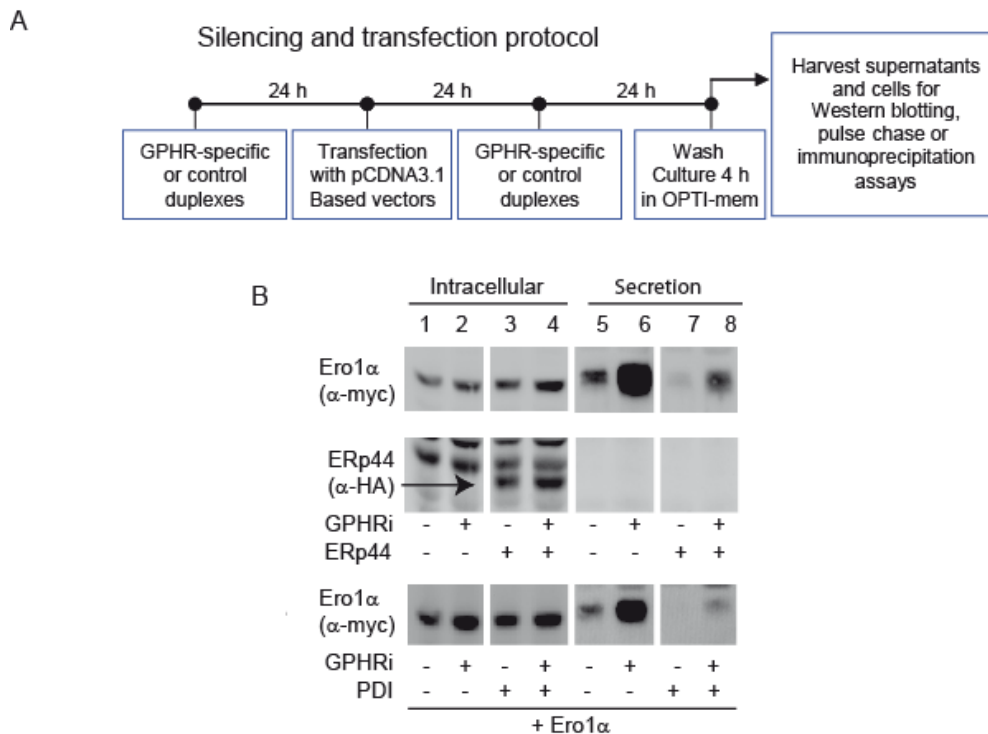 A
Silencing and transfection protocol
24 h 24 h 24 h
GPHR-specific
or control
duplexes
Transfection
with pCDNA3.1
Based vectors
GPHR-specific
or control
duplexes
Wash
Culture 4 h
in OPTI-mem
Harvest supernatants
and cells for
Western blotting,
pulse chase or
immunoprecipitation
assays
B
Intracellular Secretion
1 2 3 4 5 6 7 8
Ero1α
(α-myc)
ERp44
(α-HA)
GPHRi - + - + - + - +
ERp44 - - + + - - + +
Ero1α
(α-myc)
GPHRi - + - + - + - +
PDI - - + + - - + +
+ Ero1α